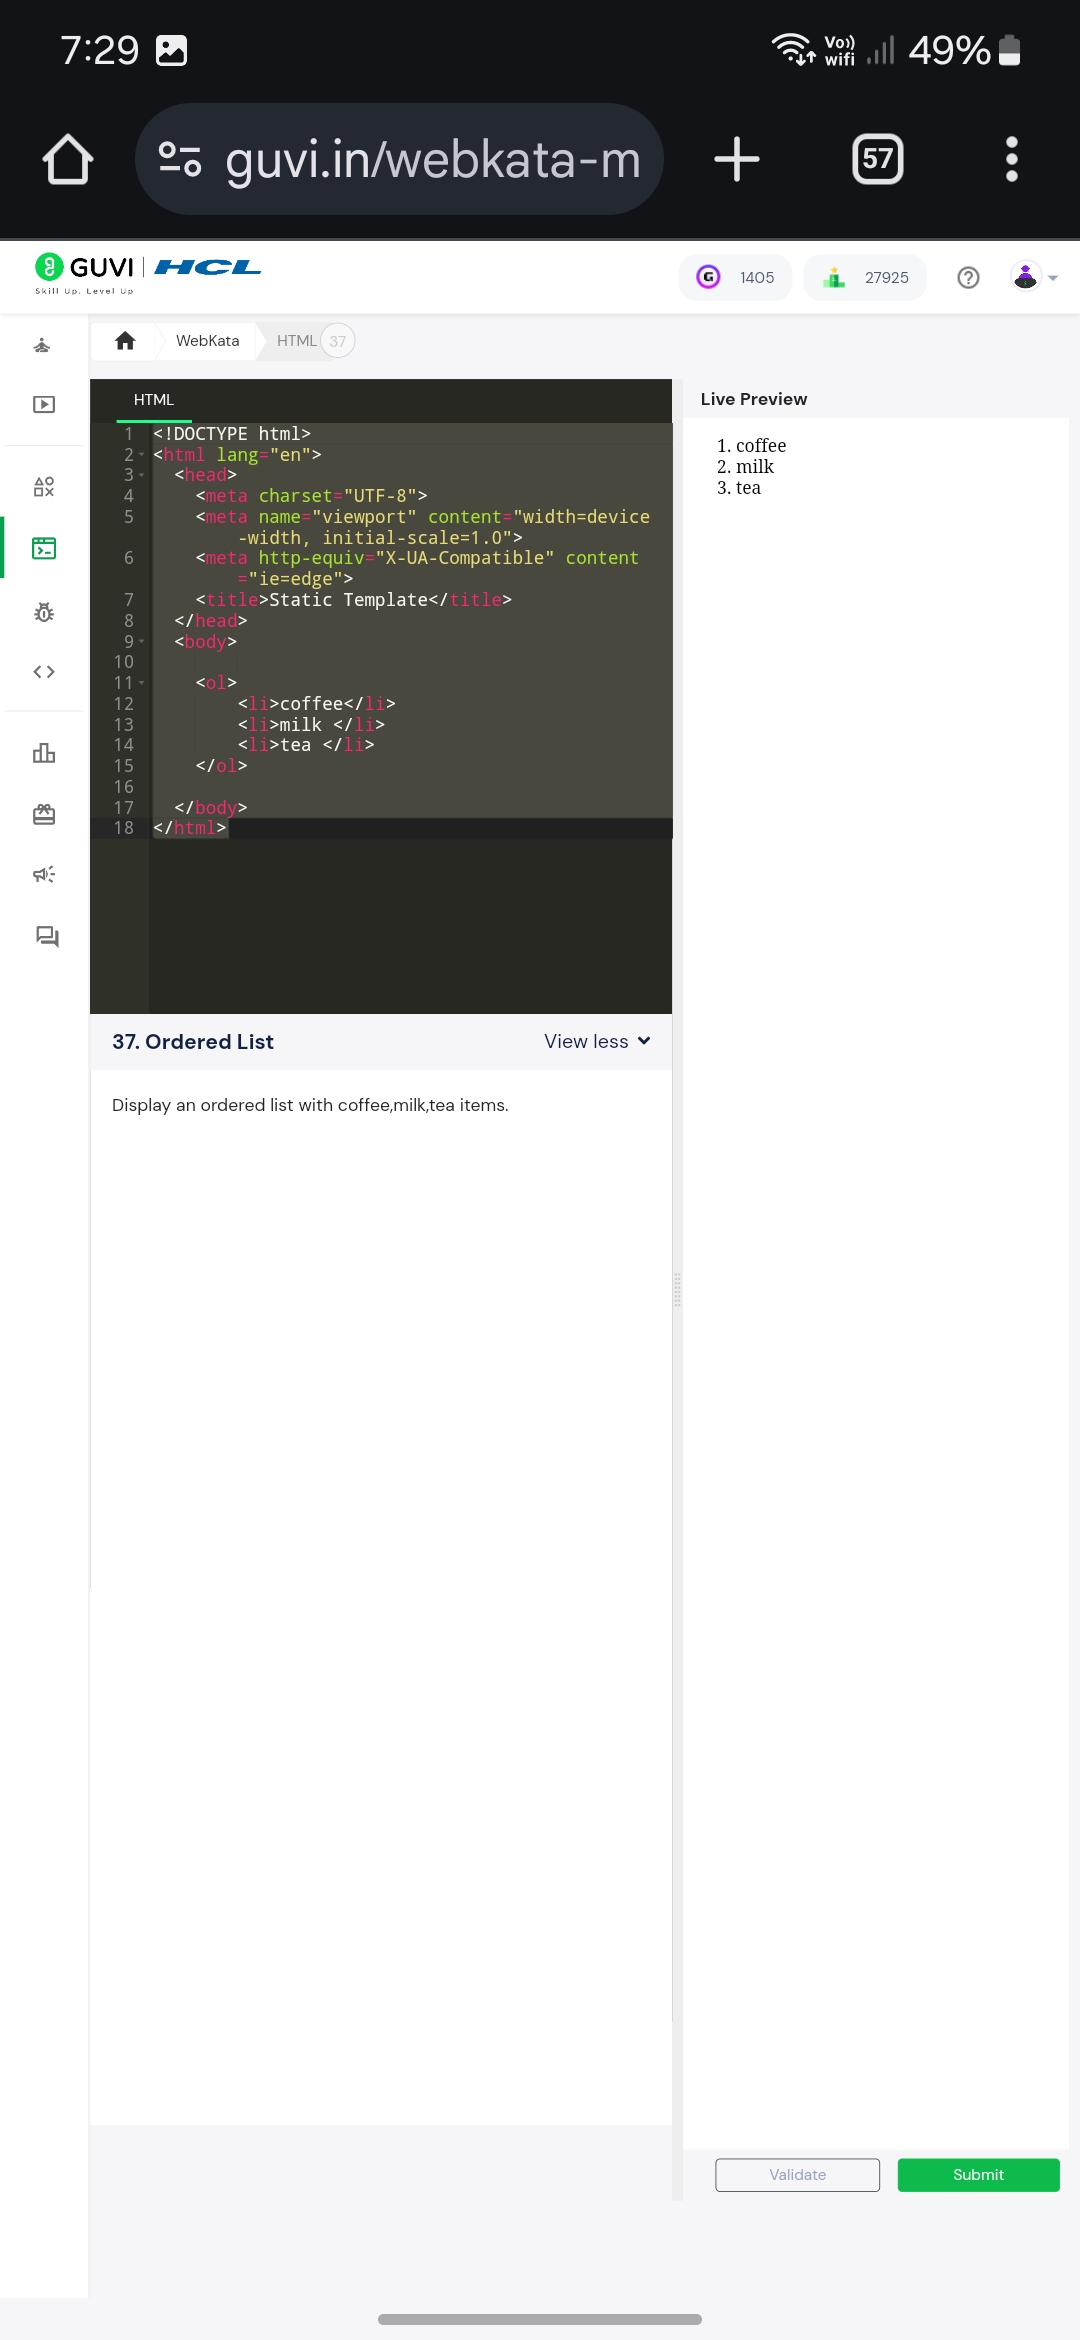 7:29
Vo)) wifi
49%
guvi.in/webkata-m
57
GUVI | HCL
Skill Up. Level Up
G 1405
27925
WebKata
HTML 37
HTML
1 <!DOCTYPE html>
2 <html lang="en">
3 <head>
4 <meta charset="UTF-8">
5 <meta name="viewport" content="width=device
-width, initial-scale=1.0">
6 <meta http-equiv="X-UA-Compatible" content
="ie=edge">
7 <title>Static Template</title>
8 </head>
9 <body>
10
11 <ol>
12 <li>coffee</li>
13 <li>milk </li>
14 <li>tea </li>
15 </ol>
16
17 </body>
18 </html>
37. Ordered List
View less
Display an ordered list with coffee,milk,tea items.
Live Preview
1. coffee
2. milk
3. tea
Validate
Submit